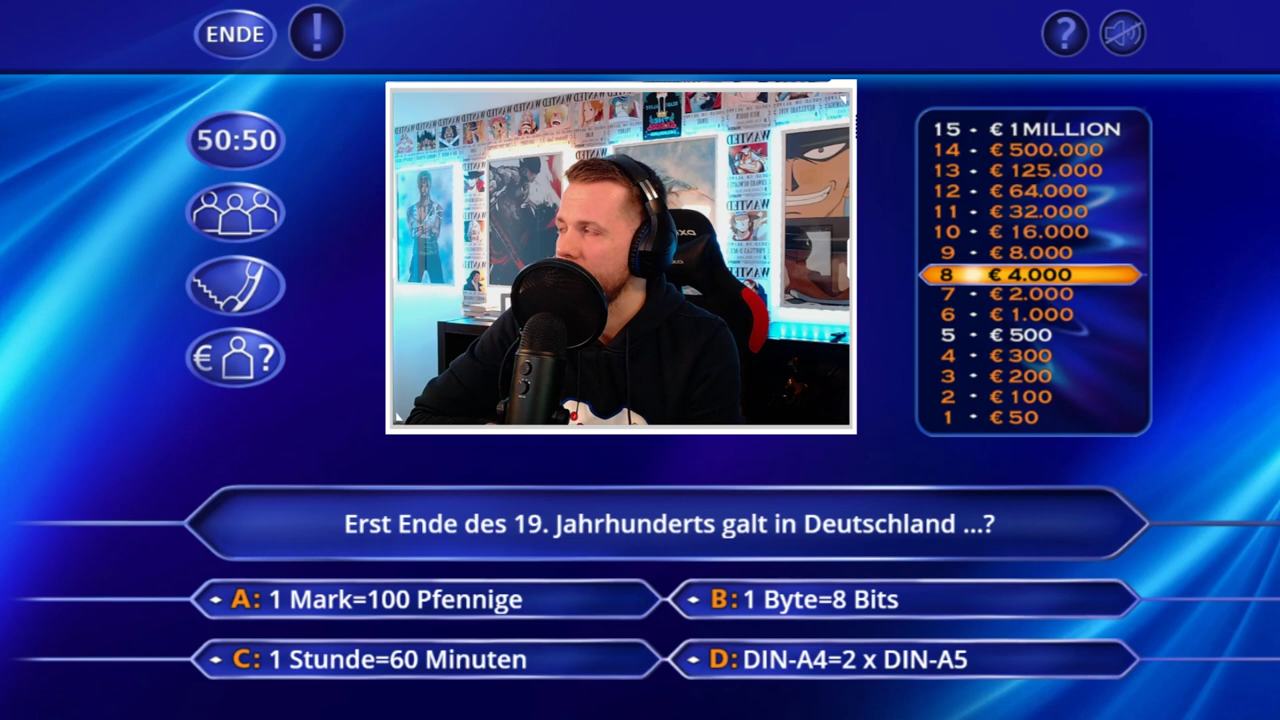 ENDE
!
?
50:50
€ ?
15 • € 1 MILLION
14 • € 500.000
13 • € 125.000
12 • € 64.000
11 • € 32.000
10 • € 16.000
9 • € 8.000
8 € 4.000
7 • € 2.000
6 • € 1.000
5 • € 500
4 • € 300
3 • € 200
2 • € 100
1 • € 50
WANTED
Erst Ende des 19. Jahrhunderts galt in Deutschland ...?
A: 1 Mark=100 Pfennige
B: 1 Byte=8 Bits
C: 1 Stunde=60 Minuten
D: DIN-A4=2 x DIN-A5